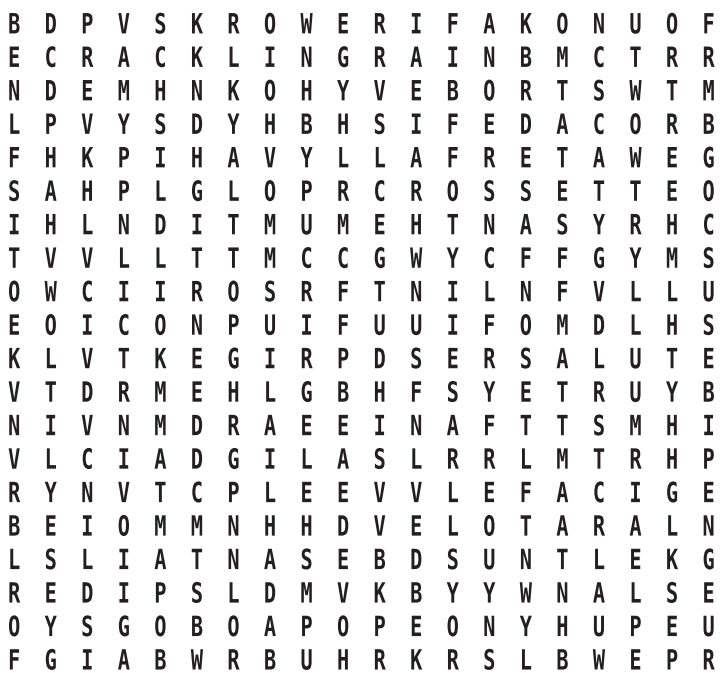 B D P V S K R O W E R I F A K O N U O F
E C R A C K L I N G R A I N B M C T R R
N D E M H N K O H Y V E B O R T S W T M
L P V Y S D Y H B H S I F E D A C O R B
F H K P I H A V Y L L A F R E T A W E G
S A H P L G L O P R C R O S S E T T E O
I H L N D I T M U M E H T N A S Y R H C
T V V L L T T M C C G W Y C F F G Y M S
O W C I I R O S R F T N I L N F V L L U
E O I C O N P U I F U U I F O M D L H S
K L V T K E G I R P D S E R S A L U T E
V T D R M E H L G B H F S Y E T R U Y B
N I V N M D R A E E I N A F T T S M H I
V L C I A D G I L A S L R R L M T R H P
R Y N V T C P L E E V V L E F A C I G E
B E I O M M N H H D V E L O T A R A L N
L S L I A T N A S E B D S U N T L E K G
R E D I P S L D M V K B Y Y W N A L S E
O Y S G O B O A P O P E O N Y H U P E U
F G I A B W R B U H R K R S L B W E P R